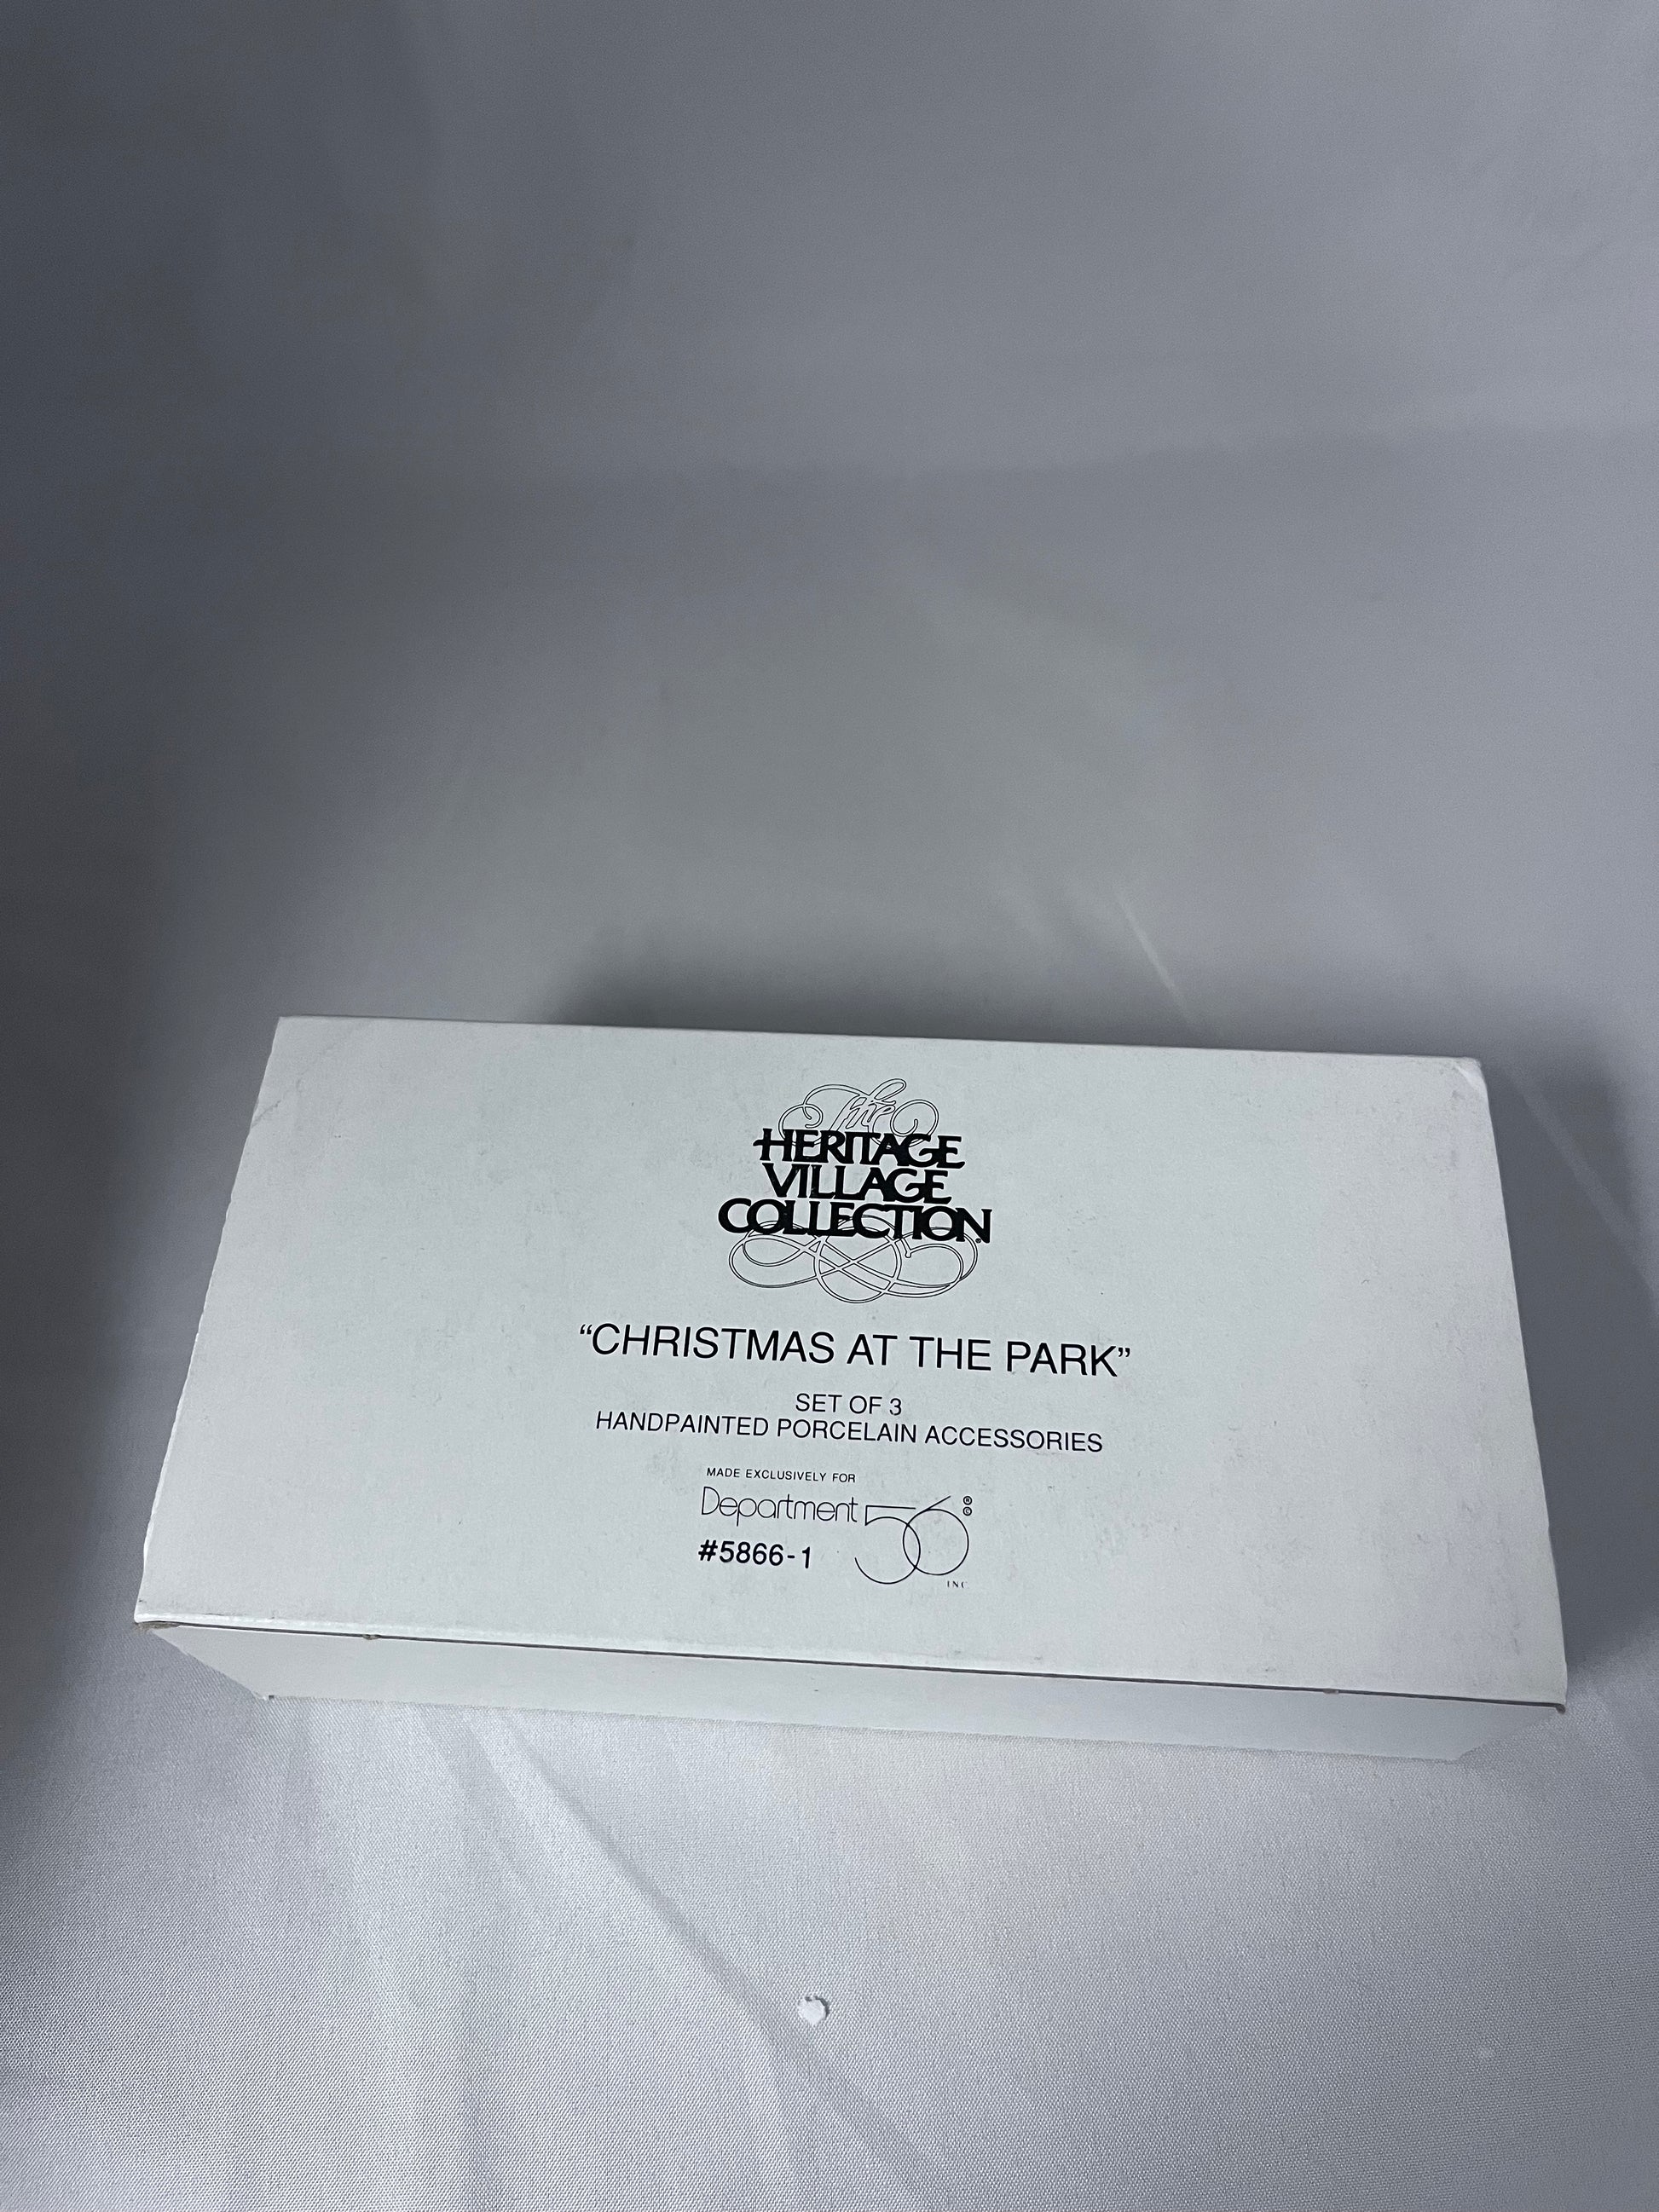 The
HERITAGE
VILLAGE
COLLECTION®
“CHRISTMAS AT THE PARK”
SET OF 3
HANDPAINTED PORCELAIN ACCESSORIES
MADE EXCLUSIVELY FOR
Department 56 ® ©
#5866-1
INC